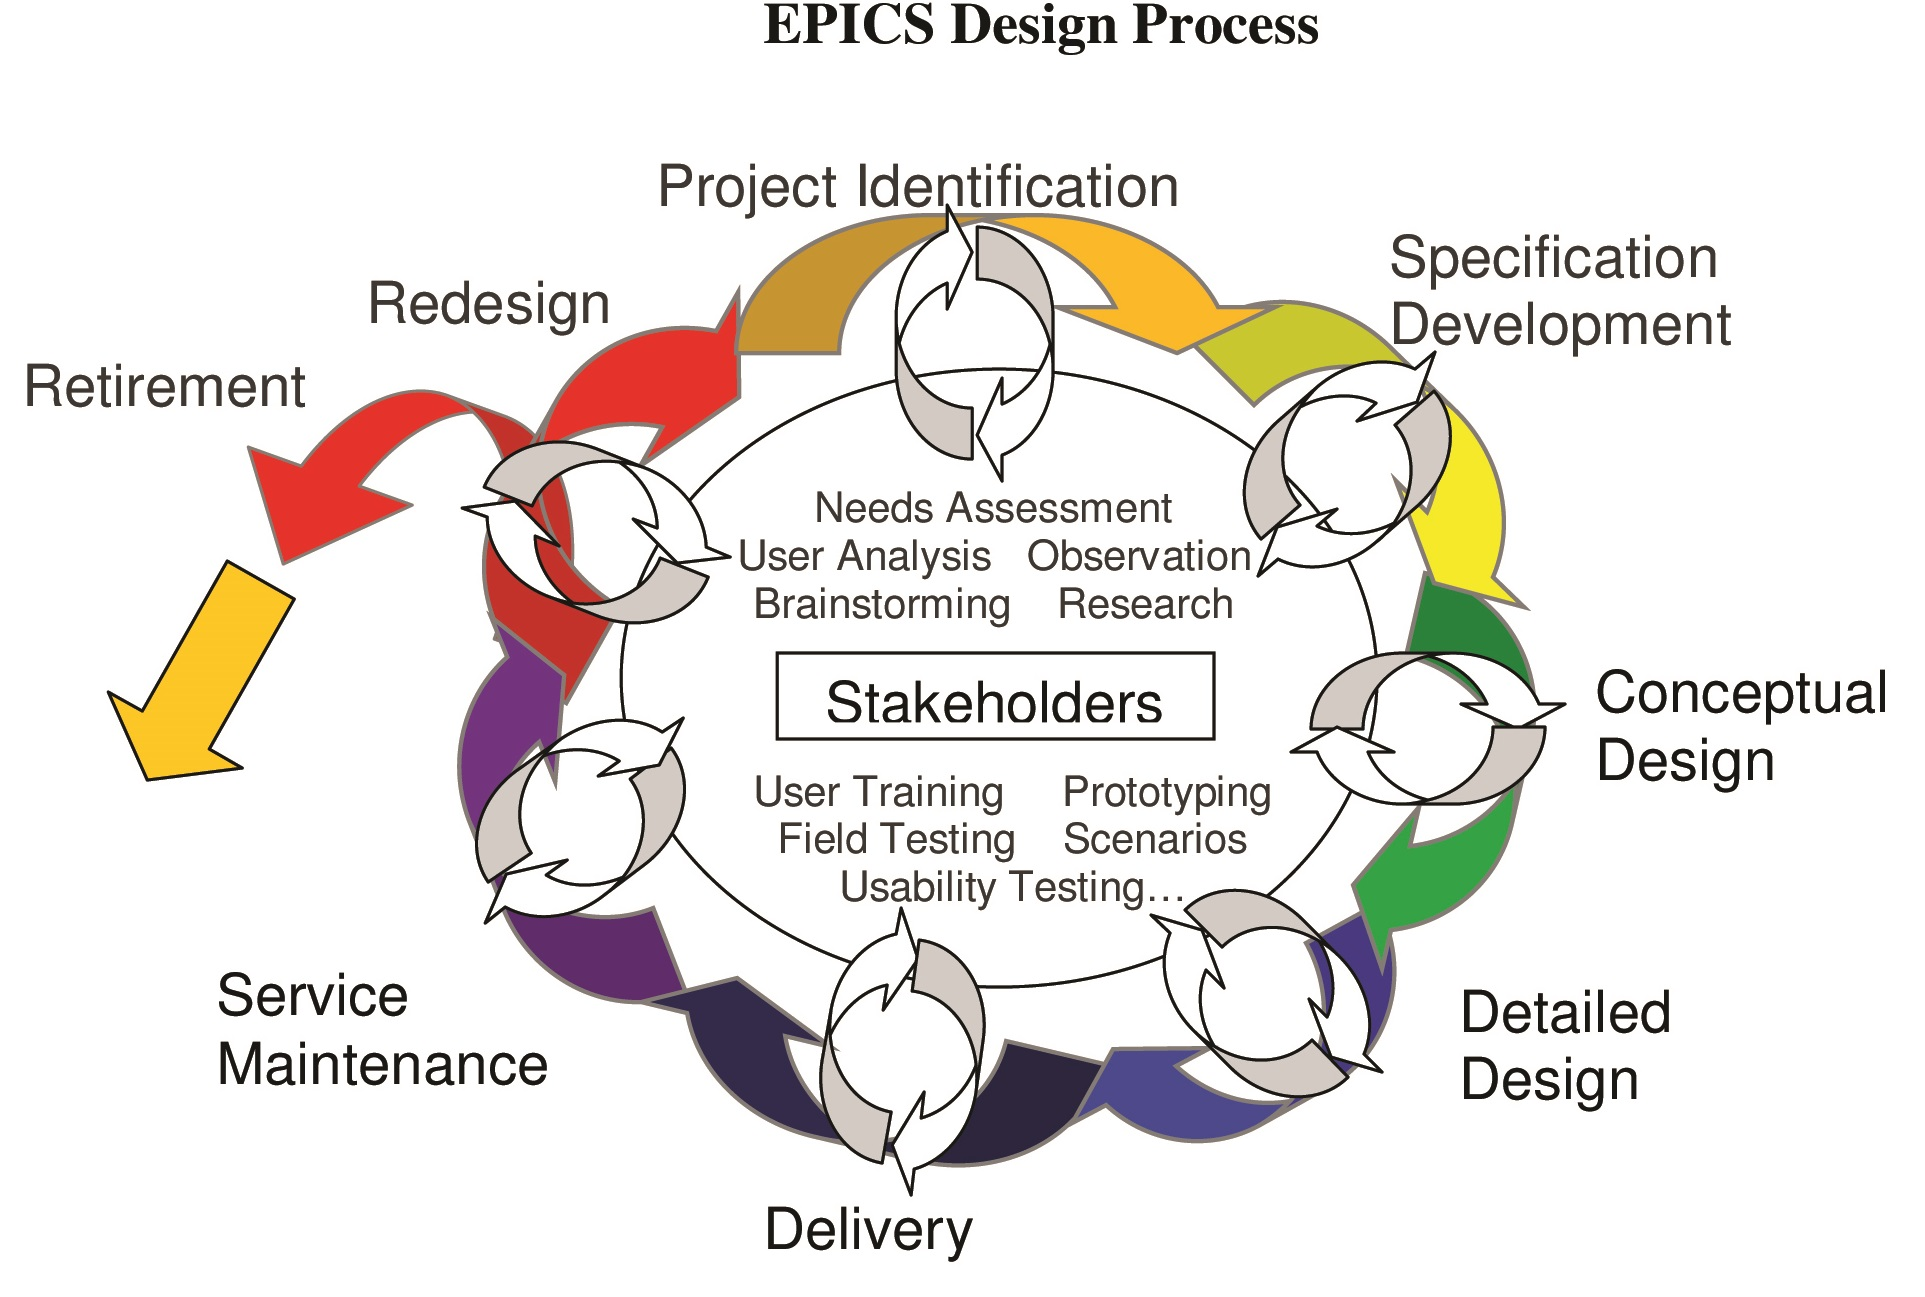 EPICS Design Process
Project Identification
Specification
Development
Redesign
Retirement
Needs Assessment
User Analysis Observation
Brainstorming Research
Stakeholders
Conceptual
Design
User Training Prototyping
Field Testing Scenarios
Usability Testing…
Service
Maintenance
Detailed
Design
Delivery